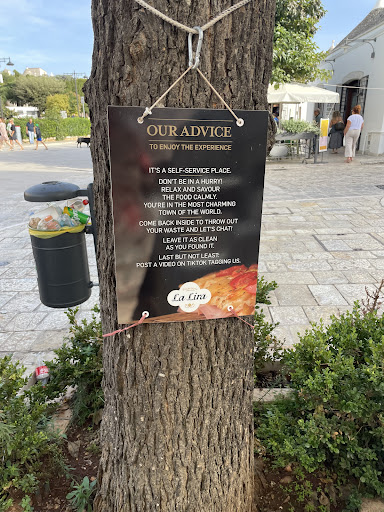 OUR ADVICE
TO ENJOY THE EXPERIENCE
IT'S A SELF-SERVICE PLACE.
DON'T BE IN A HURRY!
RELAX AND SAVOUR
THE FOOD CALMLY.
YOU'RE IN THE MOST CHARMING
TOWN OF THE WORLD.
COME BACK INSIDE TO THROW OUT
YOUR WASTE AND LET'S CHAT!
LEAVE IT AS CLEAN
AS YOU FOUND IT.
LAST BUT NOT LEAST:
POST A VIDEO ON TIKTOK TAGGING US.
La Lira